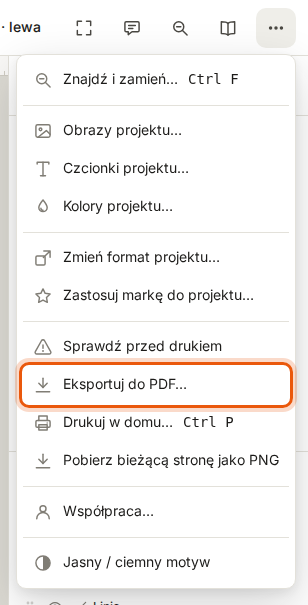 · lewa
Znajdź i zamień... Ctrl F
Obrazy projektu...
Czcionki projektu...
Kolory projektu...
Zmień format projektu...
Zastosuj markę do projektu...
Sprawdź przed drukiem
Eksportuj do PDF...
Drukuj w domu... Ctrl P
Pobierz bieżącą stronę jako PNG
Współpraca...
Jasny / ciemny motyw